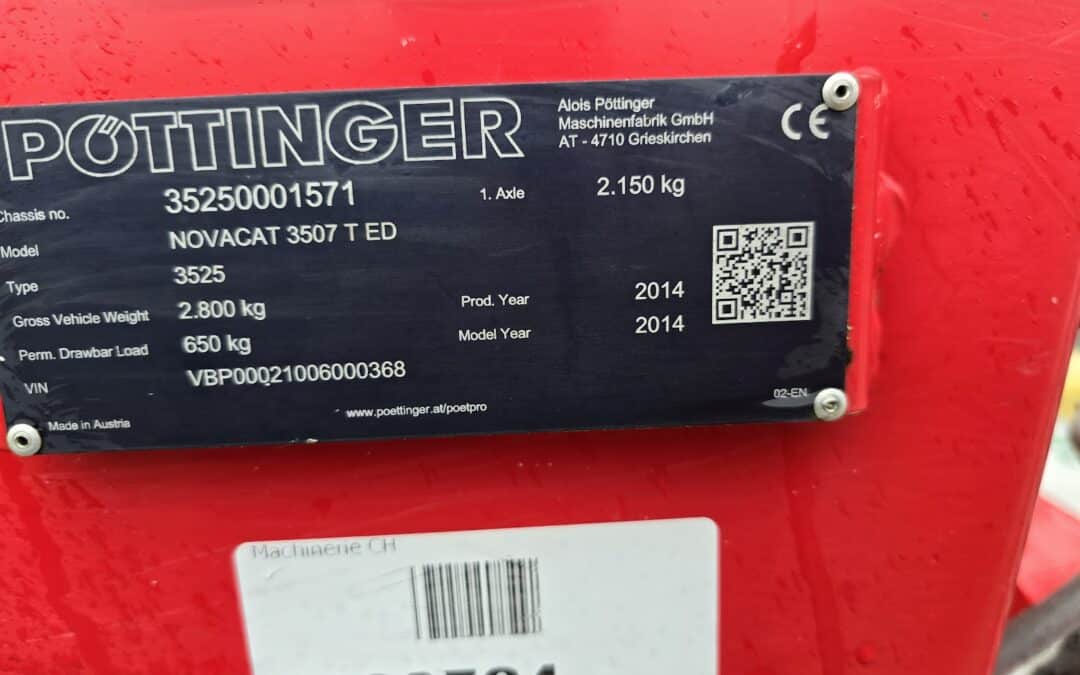 PÖTTINGER
Alois Pöttinger
Maschinenfabrik GmbH
AT - 4710 Grieskirchen
CE
Chassis no. 35250001571 1. Axle 2.150 kg
Model NOVACAT 3507 T ED
Type 3525
Gross Vehicle Weight 2.800 kg Prod. Year 2014
Perm. Drawbar Load 650 kg Model Year 2014
VIN VBP00021006000368
www.poettinger.at/poetpro
02-EN
Made in Austria
Machinerie CH